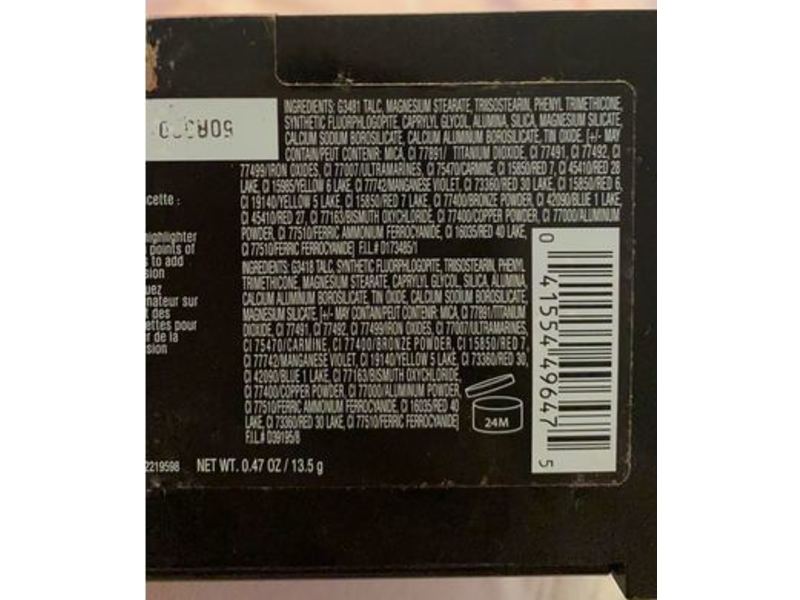 INGREDIENTS: G3481 TALC, MAGNESIUM STEARATE, TRIISOSTEARIN, PHENYL TRIMETHICONE,
SYNTHETIC FLUORPHLOGOPITE, CAPRYLYL GLYCOL, ALUMINA, SILICA, MAGNESIUM SILICATE,
CALCIUM SODIUM BOROSILICATE, CALCIUM ALUMINUM BOROSILICATE, TIN OXIDE, [+/- MAY
CONTAIN/PEUT CONTENIR: MICA, CI 77891/ TITANIUM DIOXIDE, CI 77491, CI 77492, CI
77499/IRON OXIDES, CI 77007/ULTRAMARINES, CI 75470/CARMINE, CI 15850/RED 7, CI 45410/RED 28
LAKE, CI 15985/YELLOW 6 LAKE, CI 77742/MANGANESE VIOLET, CI 73360/RED 30 LAKE, CI 15850/RED 6,
CI 19140/YELLOW 5 LAKE, CI 15850/RED 7 LAKE, CI 77400/BRONZE POWDER, CI 42090/BLUE 1 LAKE,
CI 45410/RED 27, CI 77163/BISMUTH OXYCHLORIDE, CI 77400/COPPER POWDER, CI 77000/ALUMINUM
POWDER, CI 77510/FERRIC AMMONIUM FERROCYANIDE, CI 16035/RED 40 LAKE,
CI 77510/FERRIC FERROCYANIDE] F.I.L.# D173485/1
INGREDIENTS: G3418 TALC, SYNTHETIC FLUORPHLOGOPITE, TRIISOSTEARIN, PHENYL
TRIMETHICONE, MAGNESIUM STEARATE, CAPRYLYL GLYCOL, SILICA, ALUMINA,
CALCIUM ALUMINUM BOROSILICATE, TIN OXIDE, CALCIUM SODIUM BOROSILICATE,
MAGNESIUM SILICATE [+/- MAY CONTAIN/PEUT CONTENIR: MICA, CI 77891/TITANIUM
DIOXIDE, CI 77491, CI 77492, CI 77499/IRON OXIDES, CI 77007/ULTRAMARINES,
CI 75470/CARMINE, CI 77400/BRONZE POWDER, CI 15850/RED 7,
CI 77742/MANGANESE VIOLET, CI 19140/YELLOW 5 LAKE, CI 73360/RED 30,
CI 42090/BLUE 1 LAKE, CI 77163/BISMUTH OXYCHLORIDE,
CI 77400/COPPER POWDER, CI 77000/ALUMINUM POWDER,
CI 77510/FERRIC AMMONIUM FERROCYANIDE, CI 16035/RED 40
LAKE, CI 73360/RED 30 LAKE, CI 77510/FERRIC FERROCYANIDE]
F.I.L.# D39195/8
24M
0 41554 49647 5
cette :
ighlighter
points of
to add
sion
uez
nateur sur
t des
ettes pour
r de la
sion
2219598 NET WT. 0.47 OZ / 13.5 g